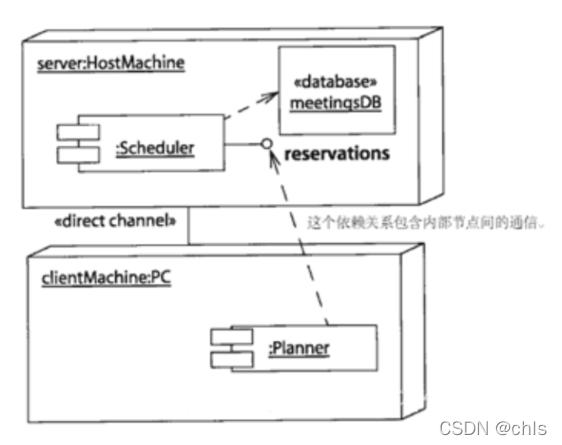 server:HostMachine
«database»
meetingsDB
:Scheduler
reservations
«direct channel»
这个依赖关系包含内部节点间的通信。
clientMachine:PC
:Planner
CSDN @chls